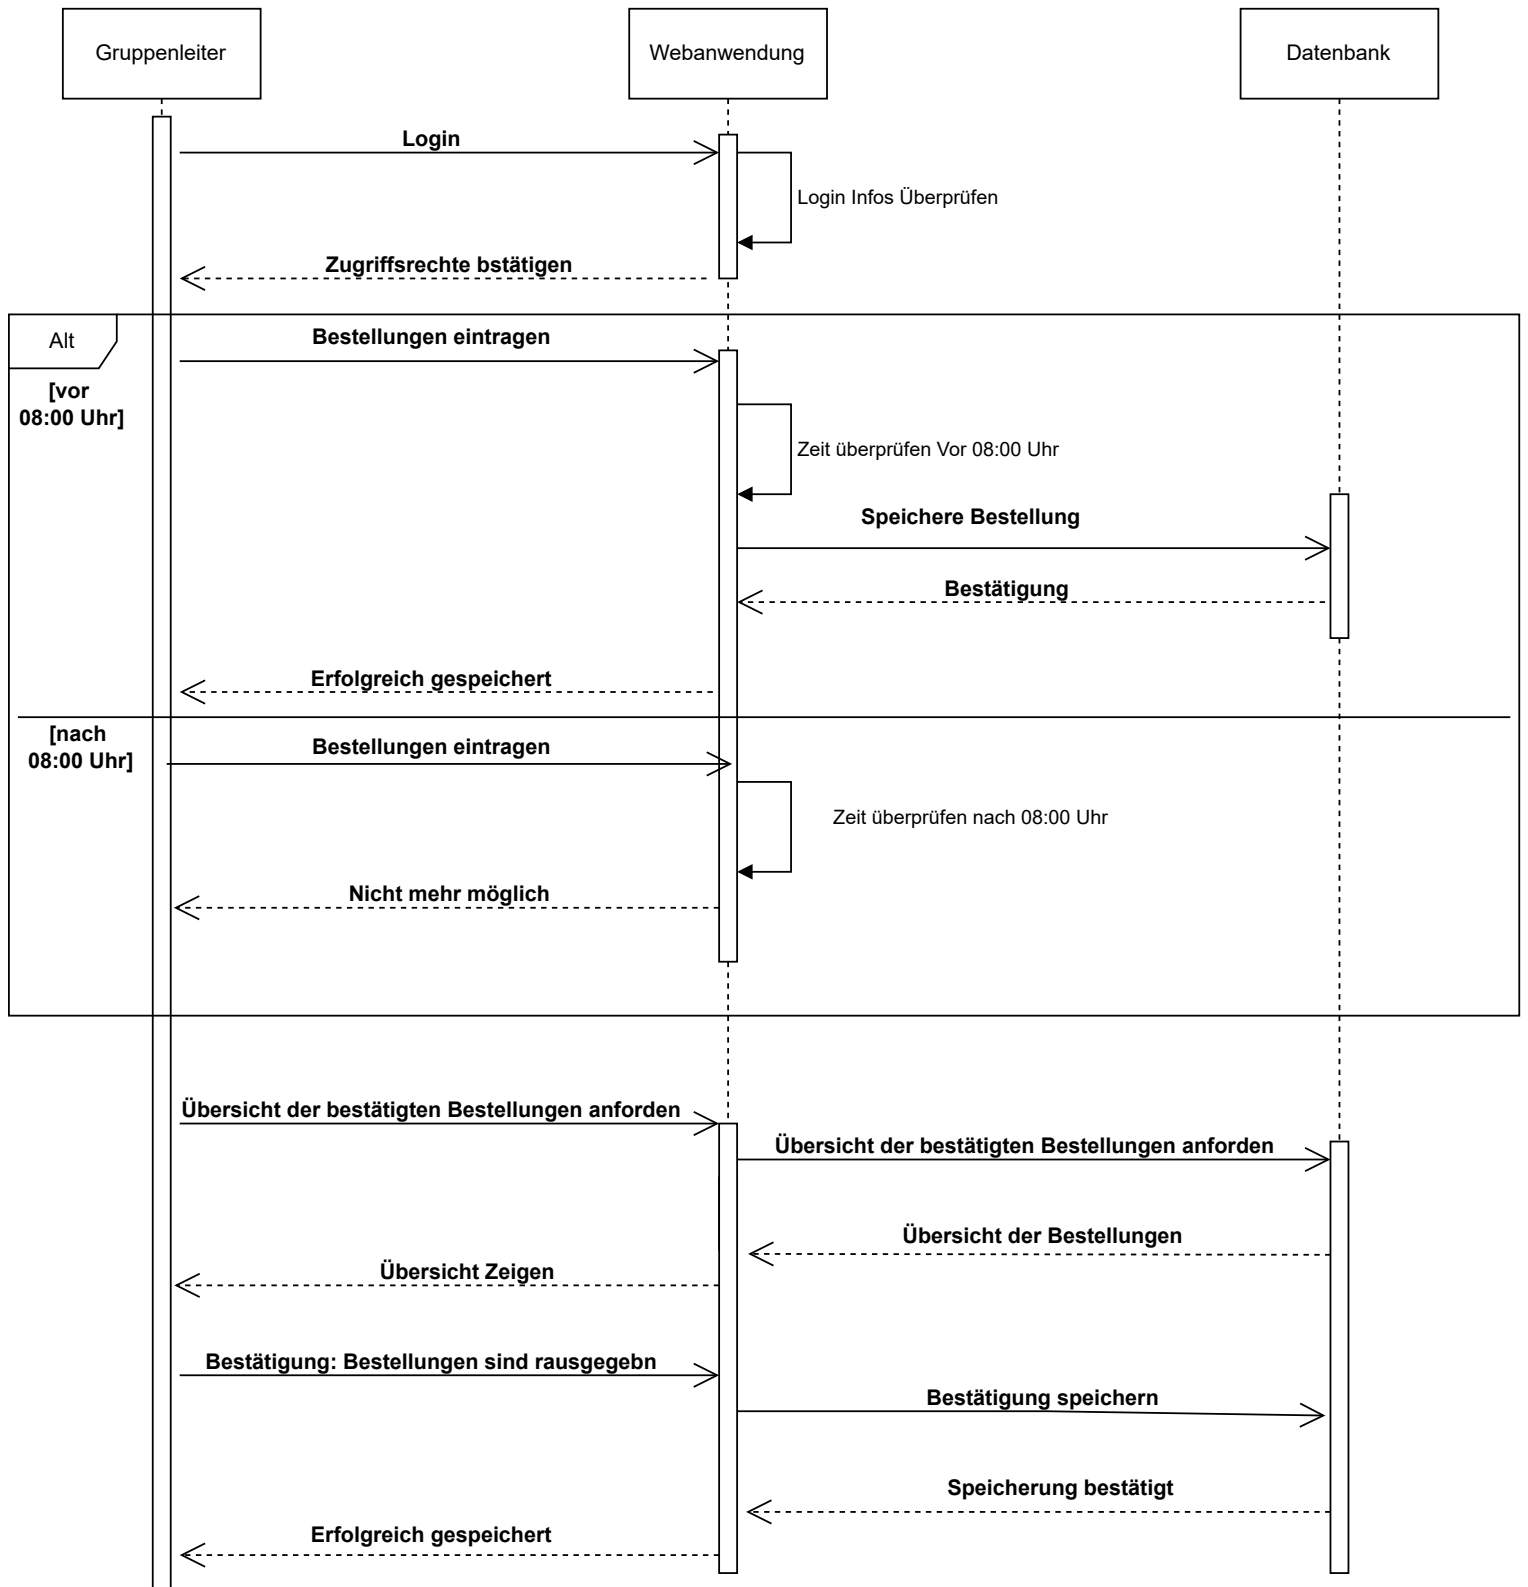 Gruppenleiter
Webanwendung
Datenbank
Login
Login Infos Überprüfen
Zugriffsrechte bstätigen
Alt
Bestellungen eintragen
[vor
08:00 Uhr]
Zeit überprüfen Vor 08:00 Uhr
Speichere Bestellung
Bestätigung
Erfolgreich gespeichert
[nach
08:00 Uhr]
Bestellungen eintragen
Zeit überprüfen nach 08:00 Uhr
Nicht mehr möglich
Übersicht der bestätigten Bestellungen anforden
Übersicht der bestätigten Bestellungen anforden
Übersicht der Bestellungen
Übersicht Zeigen
Bestätigung: Bestellungen sind rausgegebn
Bestätigung speichern
Speicherung bestätigt
Erfolgreich gespeichert